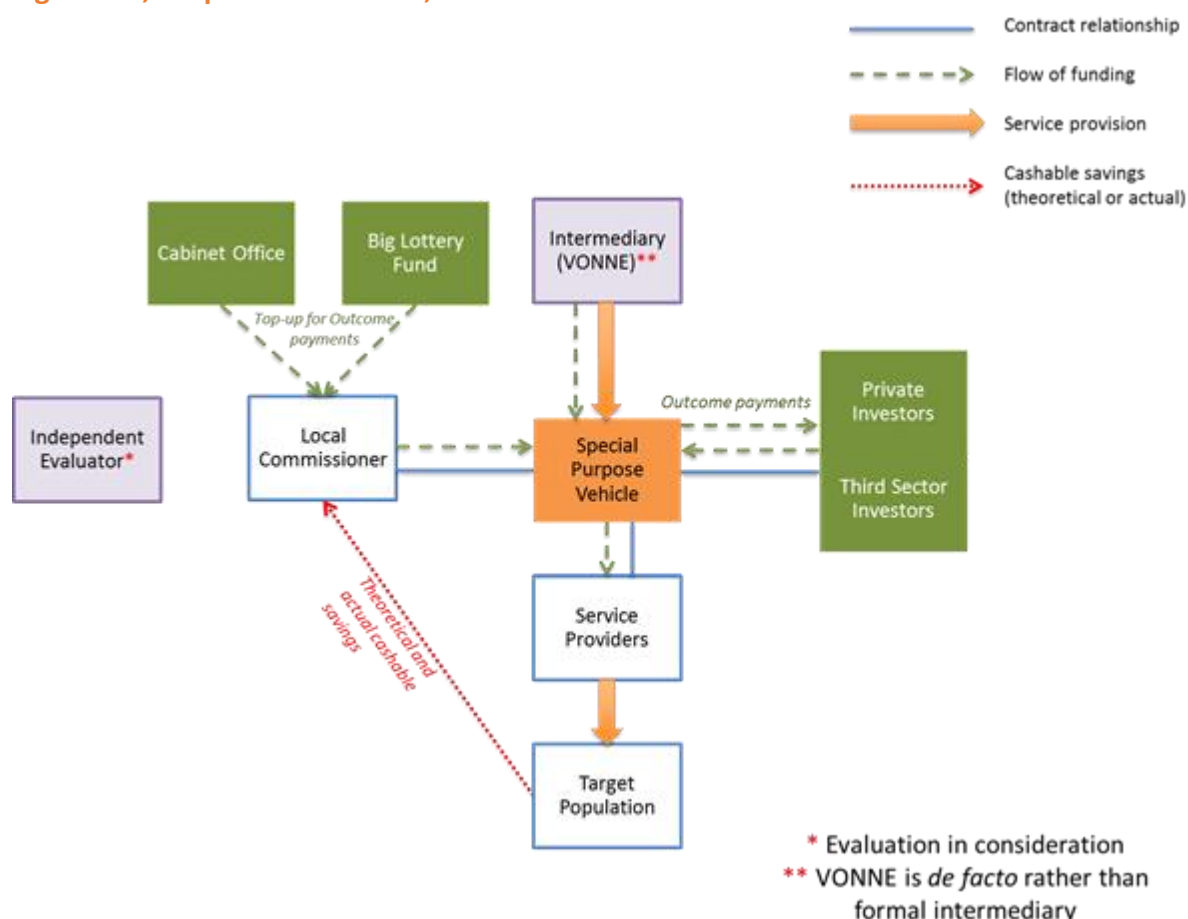 Contract relationship
Flow of funding
Service provision
Cashable savings
(theoretical or actual)
Cabinet Office
Big Lottery
Fund
Intermediary
(VONNE)**
Top-up for Outcome
payments
Independent
Evaluator*
Local
Commissioner
Special
Purpose
Vehicle
Outcome payments
Private
Investors
Third Sector
Investors
Theoretical and
actual cashable
savings
Service
Providers
Target
Population
* Evaluation in consideration
** VONNE is de facto rather than
formal intermediary